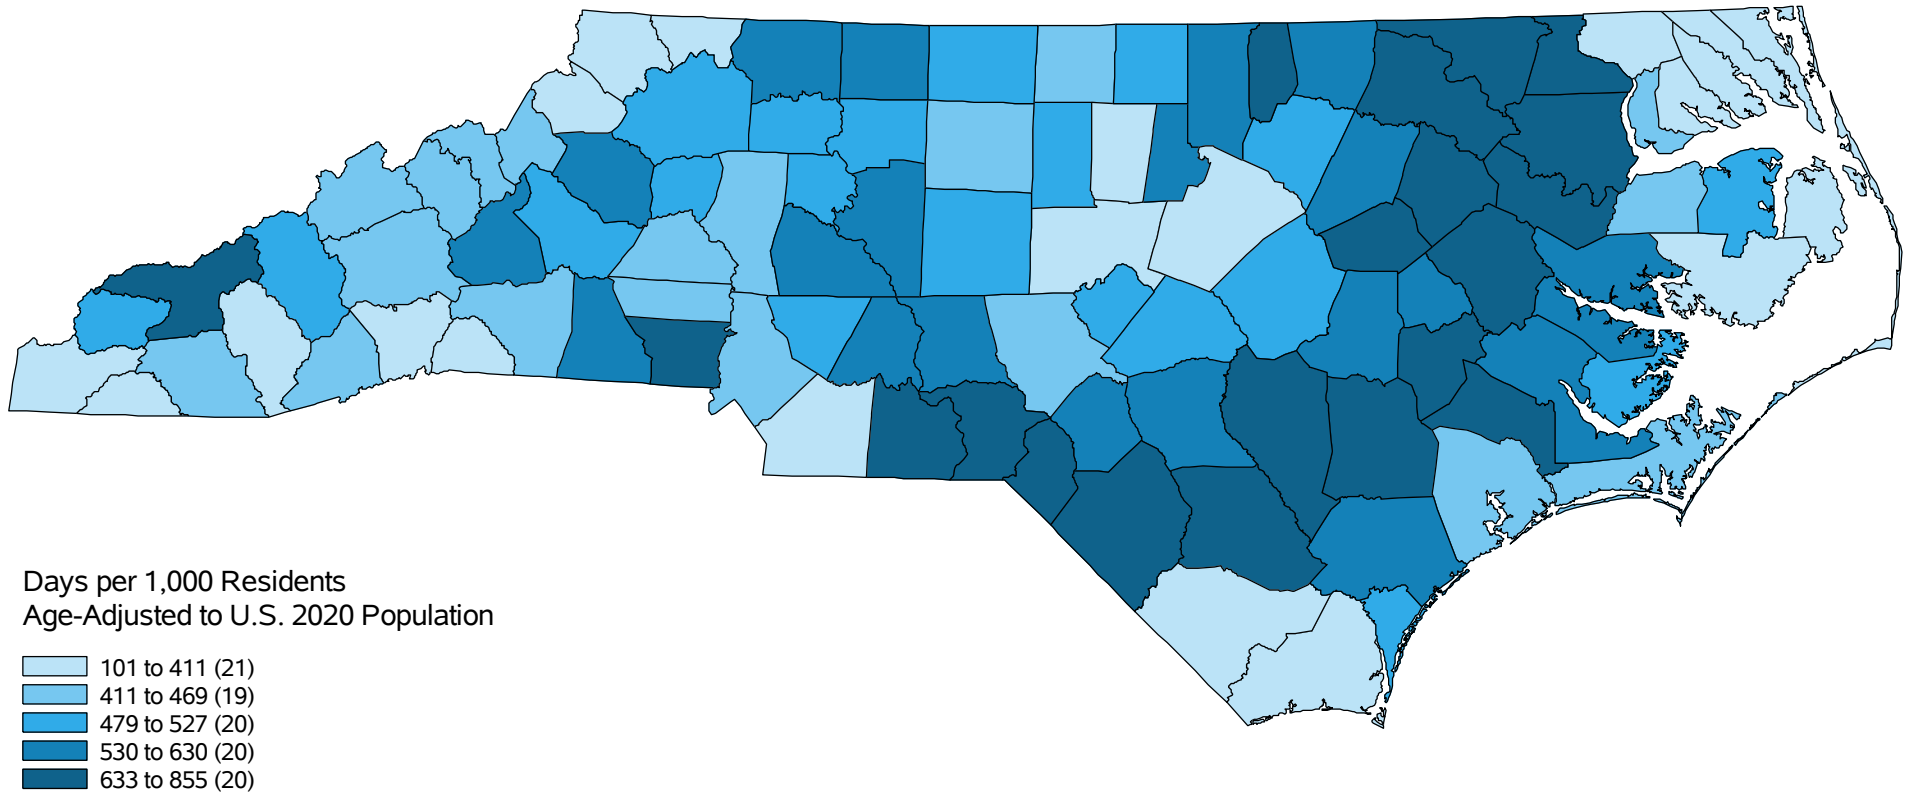 Days per 1,000 Residents
Age-Adjusted to U.S. 2020 Population
101 to 411 (21)
411 to 469 (19)
479 to 527 (20)
530 to 630 (20)
633 to 855 (20)